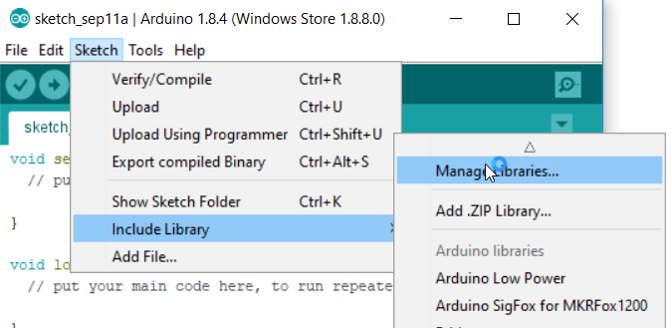 sketch_sep11a | Arduino 1.8.4 (Windows Store 1.8.8.0)
File Edit Sketch Tools Help
Verify/Compile Ctrl+R
Upload Ctrl+U
sketch_
Upload Using Programmer Ctrl+Shift+U
void se
Export compiled Binary Ctrl+Alt+S
// pu
Manage Libraries...
Show Sketch Folder Ctrl+K
Add .ZIP Library...
}
Include Library
Arduino libraries
Add File...
void lo
Arduino Low Power
// put your main code here, to run repeate
Arduino SigFox for MKRFox1200